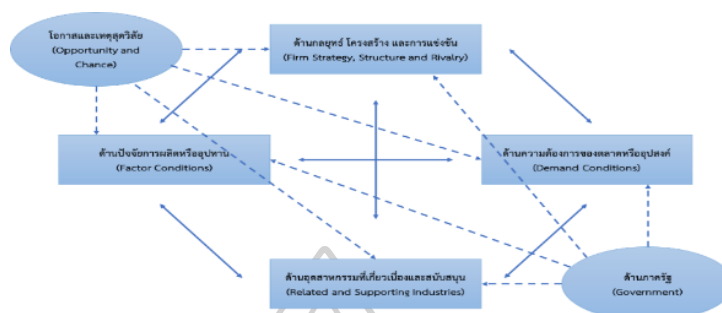 โอกาสและเหตุสุดวิสัย
(Opportunity and
Chance)
ด้านกลยุทธ์ โครงสร้าง และการแข่งขัน
(Firm Strategy, Structure and Rivalry)
ด้านปัจจัยการผลิตหรืออุปทาน
(Factor Conditions)
ด้านความต้องการของตลาดหรืออุปสงค์
(Demand Conditions)
ด้านอุตสาหกรรมที่เกี่ยวเนื่องและสนับสนุน
(Related and Supporting Industries)
ด้านภาครัฐ
(Government)